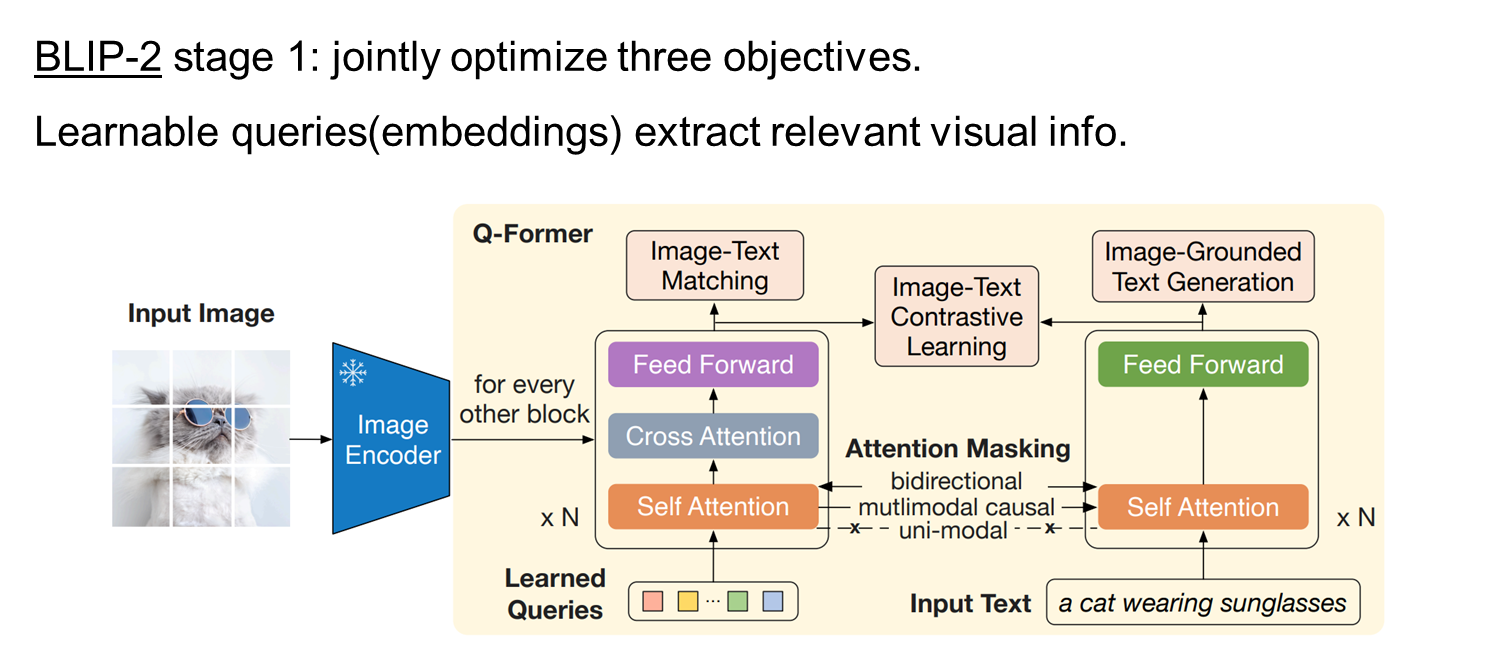 BLIP-2 stage 1: jointly optimize three objectives.
Learnable queries(embeddings) extract relevant visual info.
Q-Former
Image-Text
Matching
Image-Text
Contrastive
Learning
Image-Grounded
Text Generation
Input Image
Image
Encoder
for every
other block
Feed Forward
Cross Attention
Self Attention
x N
Attention Masking
bidirectional
mutlimodal causal
x uni-modal x
Feed Forward
Self Attention
x N
Learned
Queries
...
Input Text
a cat wearing sunglasses